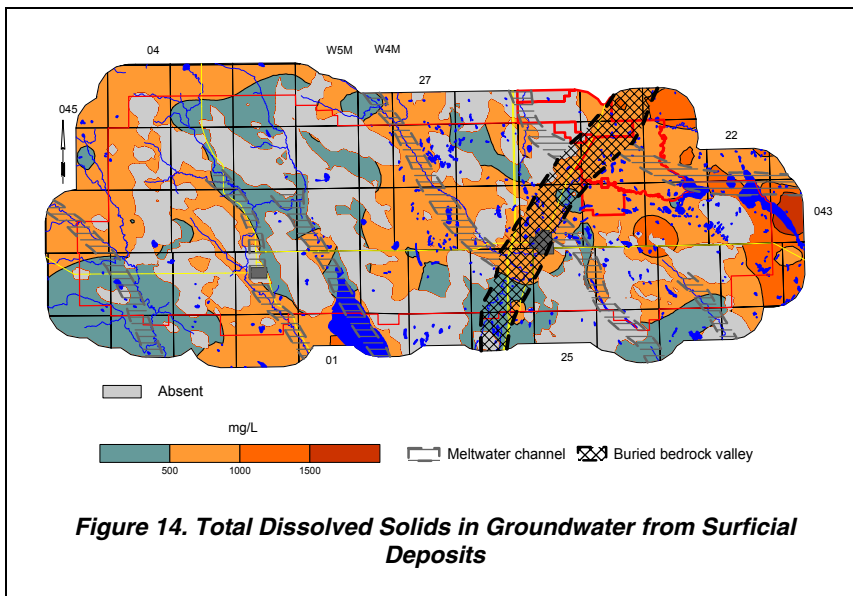 04
W5M W4M
27
045
22
043
01
25
Absent
mg/L
500 1000 1500
Meltwater channel
Buried bedrock valley
Figure 14. Total Dissolved Solids in Groundwater from Surficial
Deposits